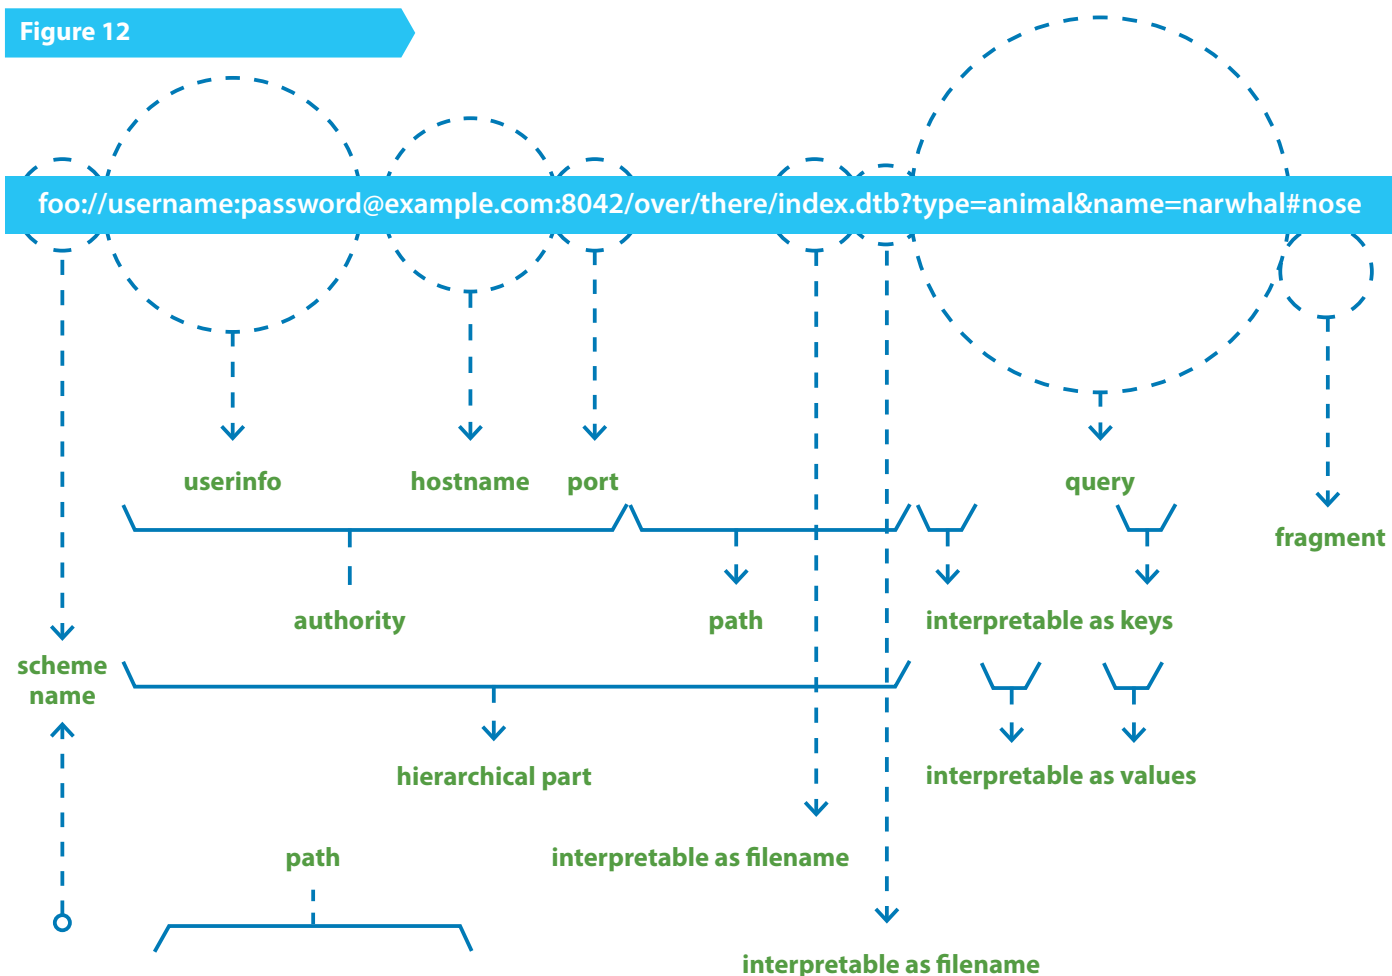 Figure 12
foo://username:password@example.com:8042/over/there/index.dtb?type=animal&name=narwhal#nose
userinfo
hostname
port
query
fragment
authority
path
interpretable as keys
scheme
name
hierarchical part
interpretable as values
path
interpretable as filename
interpretable as filename